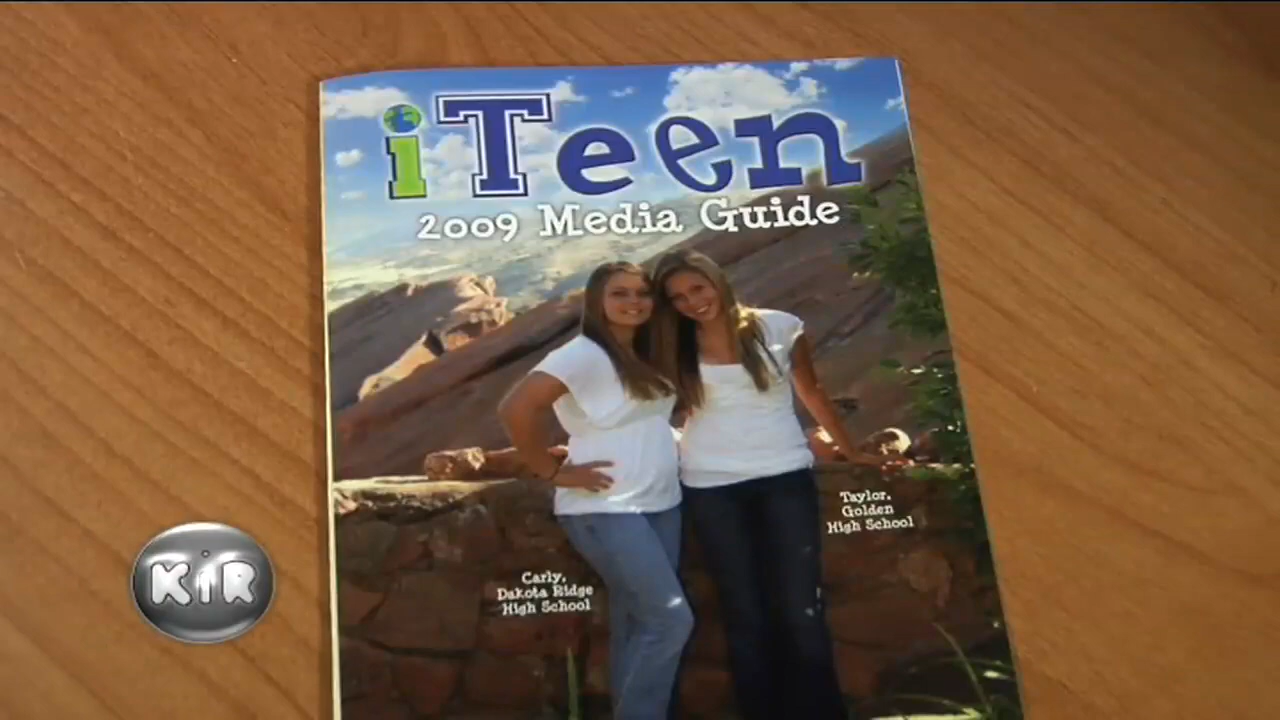 iTeen
2009 Media Guide
Taylor,
Golden
High School
Carly,
Dakota Ridge
High School
KiR